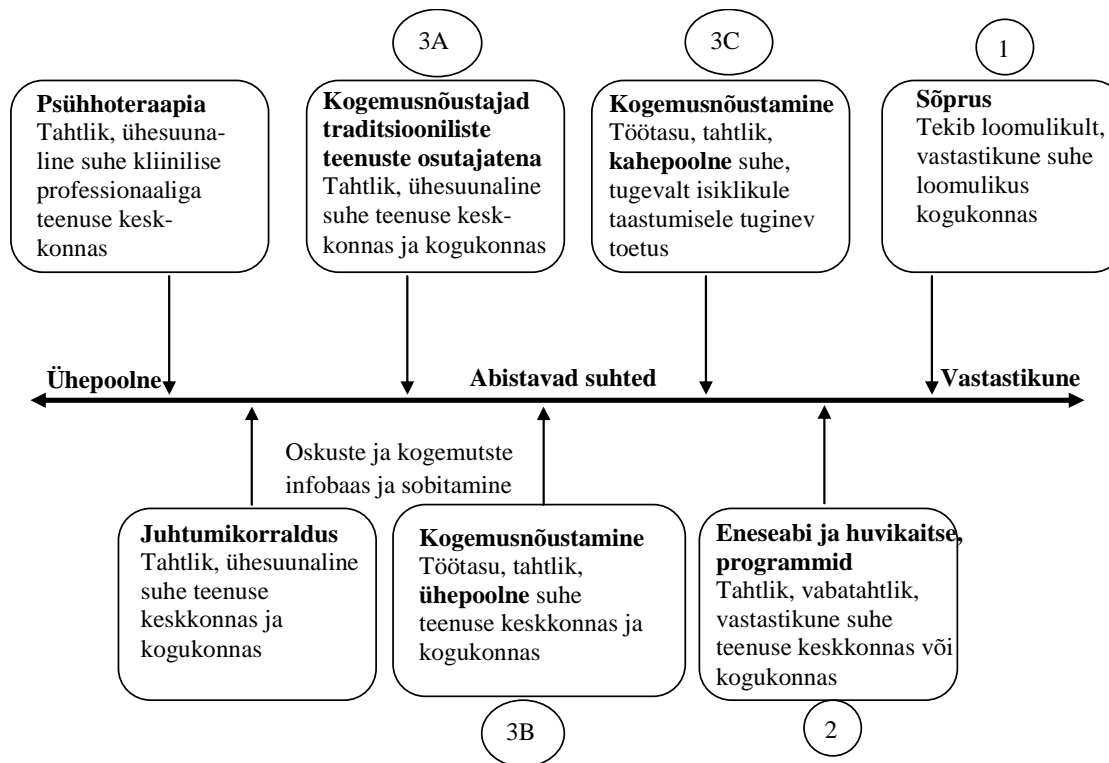 3A
3C
1
Psühhoteraapia
Tahtlik, ühesuuna-
line suhe kliinilise
professionaaliga
teenuse kesk-
konnas
Kogemusnõustajad
traditsiooniliste
teenuste osutajatena
Tahtlik, ühesuunaline
suhe teenuse kesk-
konnas ja kogukonnas
Kogemusnõustamine
Töötasu, tahtlik,
kahepoolne suhe,
tugevalt isiklikule
taastumisele tuginev
toetus
Sõprus
Tekib loomulikult,
vastastikune suhe
loomulikus
kogukonnas
Ühepoolne
Abistavad suhted
Vastastikune
Oskuste ja kogemutste
infobaas ja sobitamine
Juhtumikorraldus
Tahtlik, ühesuunaline
suhe teenuse
keskkonnas ja
kogukonnas
Kogemusnõustamine
Töötasu, tahtlik,
ühepoolne suhe
teenuse keskkonnas ja
kogukonnas
Eneseabi ja huvikaitse,
programmid
Tahtlik, vabatahtlik,
vastastikune suhe
teenuse keskkonnas või
kogukonnas
3B
2